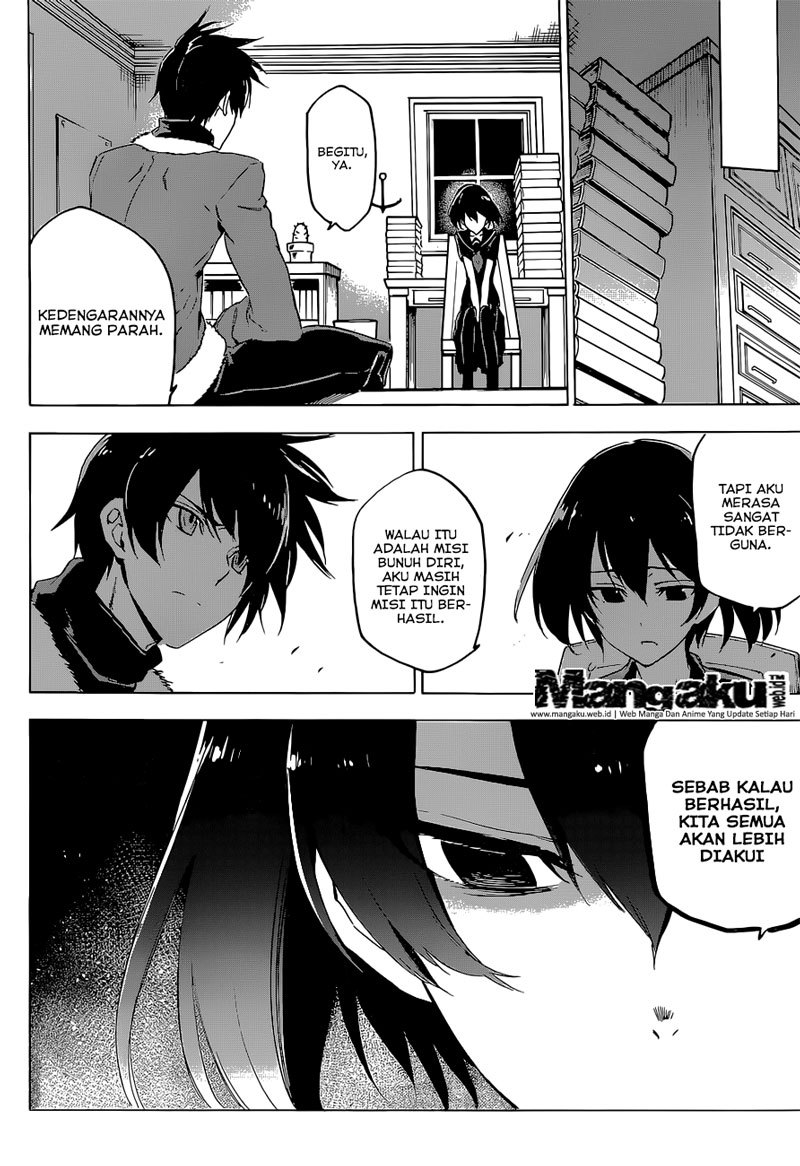 BEGITU,
YA.
KEDENGARANNYA
MEMANG PARAH.
TAPI AKU
MERASA
SANGAT
TIDAK BER-
GUNA.
WALAU ITU
ADALAH MISI
BUNUH DIRI,
AKU MASIH
TETAP INGIN
MISI ITU BER-
HASIL.
Mangaku
.web.id
www.mangaku.web.id | Web Manga Dan Anime Yang Update Setiap Hari
SEBAB KALAU
BERHASIL,
KITA SEMUA
AKAN LEBIH
DIAKUI